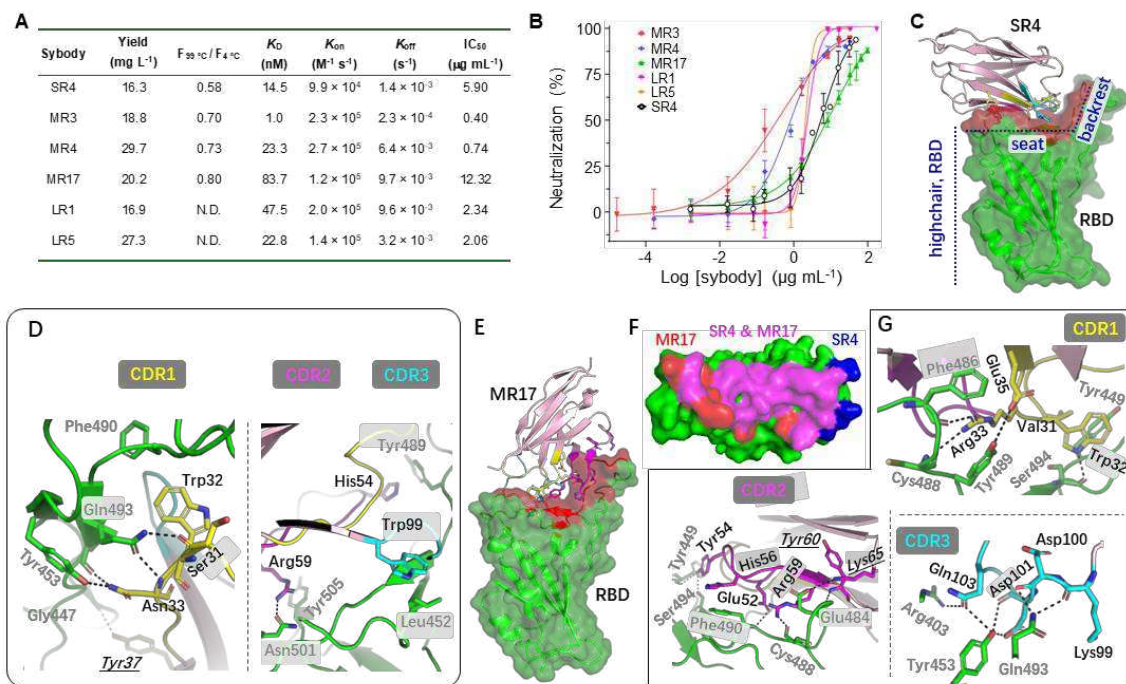 A
Sybody Yield (mg L⁻¹) F₉₉ °C / F₄ °C K_D (nM) K_on (M⁻¹ s⁻¹) K_off (s⁻¹) IC₅₀ (μg mL⁻¹)
SR4 16.3 0.58 14.5 9.9 × 10⁴ 1.4 × 10⁻³ 5.90
MR3 18.8 0.70 1.0 2.3 × 10⁵ 2.3 × 10⁻⁴ 0.40
MR4 29.7 0.73 23.3 2.7 × 10⁵ 6.4 × 10⁻³ 0.74
MR17 20.2 0.80 83.7 1.2 × 10⁵ 9.7 × 10⁻³ 12.32
LR1 16.9 N.D. 47.5 2.0 × 10⁵ 9.6 × 10⁻³ 2.34
LR5 27.3 N.D. 22.8 1.4 × 10⁵ 3.2 × 10⁻³ 2.06
B
Neutralization (%)
100
75
50
25
0
MR3
MR4
MR17
LR1
LR5
SR4
-4 -2 0 2
Log [sybody] (μg mL⁻¹)
C
SR4
backrest
seat
highchair, RBD
RBD
D
CDR1
Phe490
Trp32
Gln493
Tyr453
Ser31
Gly447
Asn33
Tyr37
CDR2
CDR3
Tyr489
His54
Trp99
Arg59
Tyr505
Leu452
Asn501
E
MR17
RBD
F
SR4 & MR17
MR17
SR4
G
CDR1
Phe486
Glu35
Tyr449
Arg33
Val31
Trp32
Cys488
Tyr489
Ser494
CDR2
Tyr449
Tyr54
Tyr60
His56
Arg59
Lys65
Ser494
Glu52
Glu484
Phe490
Cys488
CDR3
Asp100
Gln103
Asp101
Arg403
Lys99
Tyr453
Gln493